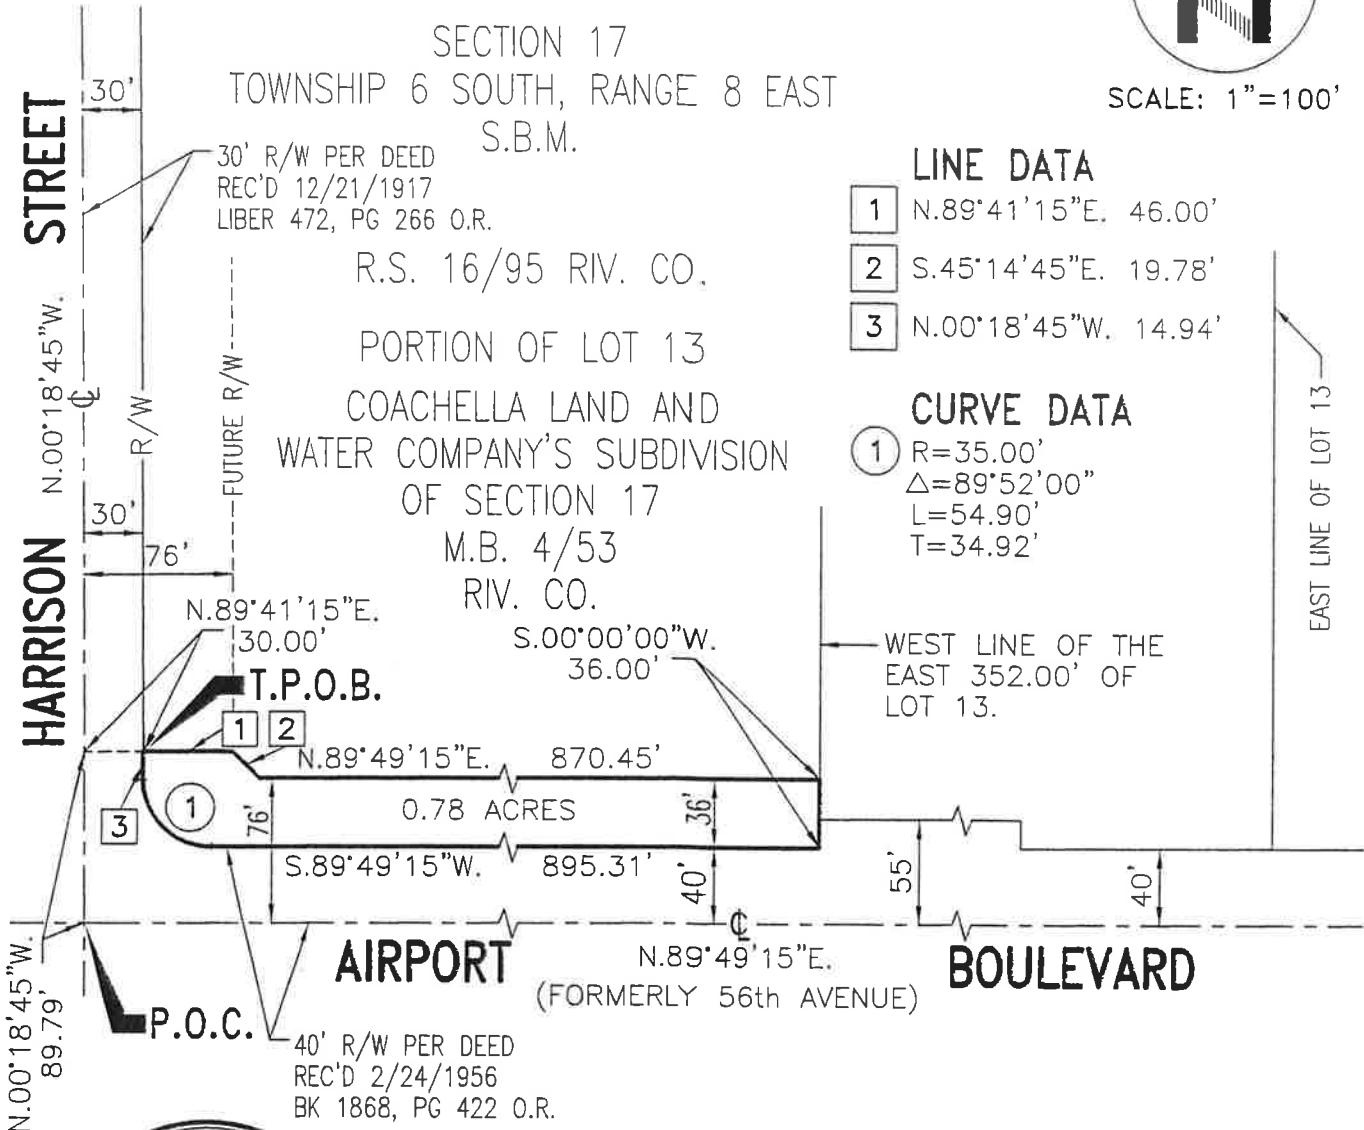 SECTION 17
TOWNSHIP 6 SOUTH, RANGE 8 EAST
S.B.M.
N
SCALE: 1"=100'
30'
HARRISON STREET
30' R/W PER DEED
REC'D 12/21/1917
LIBER 472, PG 266 O.R.
R.S. 16/95 RIV. CO.
LINE DATA
1 N.89°41'15"E. 46.00'
2 S.45°14'45"E. 19.78'
3 N.00°18'45"W. 14.94'
PORTION OF LOT 13
COACHELLA LAND AND
WATER COMPANY'S SUBDIVISION
OF SECTION 17
M.B. 4/53
RIV. CO.
CURVE DATA
1 R=35.00'
△=89°52'00"
L=54.90'
T=34.92'
N.00°18'45"W.
℄
R/W
FUTURE R/W
EAST LINE OF LOT 13
30'
76'
N.89°41'15"E.
30.00'
S.00°00'00"W.
36.00'
WEST LINE OF THE
EAST 352.00' OF
LOT 13.
T.P.O.B.
1 2
N.89°49'15"E. 870.45'
3
1
76'
0.78 ACRES
36'
S.89°49'15"W. 895.31'
40'
55'
40'
℄
AIRPORT BOULEVARD
N.89°49'15"E.
(FORMERLY 56th AVENUE)
N.00°18'45"W.
89.79'
P.O.C.
40' R/W PER DEED
REC'D 2/24/1956
BK 1868, PG 422 O.R.